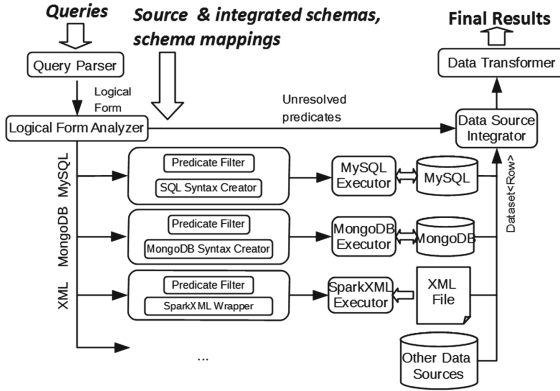 Queries
Source & integrated schemas,
schema mappings
Final Results
Query Parser
Data Transformer
Logical
Form
Unresolved
predicates
Logical Form Analyzer
Data Source
Integrator
MySQL
Predicate Filter
SQL Syntax Creator
MySQL
Executor
MySQL
Dataset<Row>
MongoDB
Predicate Filter
MongoDB Syntax Creator
MongoDB
Executor
MongoDB
XML
Predicate Filter
SparkXML Wrapper
SparkXML
Executor
XML
File
...
Other Data
Sources